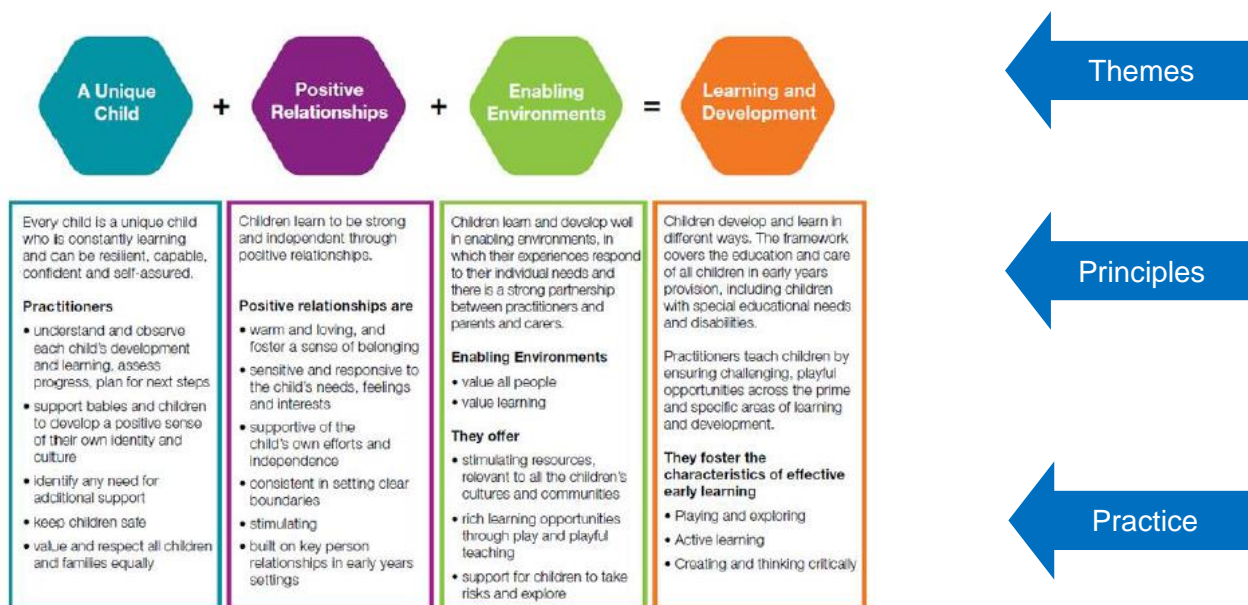 A Unique
Child
+
Positive
Relationships
+
Enabling
Environments
=
Learning and
Development
Themes
Every child is a unique child
who is constantly learning
and can be resilient, capable,
confident and self-assured.
Practitioners
• understand and observe
each child's development
and learning, assess
progress, plan for next steps
• support babies and children
to develop a positive sense
of their own identity and
culture
• identify any need for
additional support
• keep children safe
• value and respect all children
and families equally
Children learn to be strong
and independent through
positive relationships.
Positive relationships are
• warm and loving, and
foster a sense of belonging
• sensitive and responsive to
the child's needs, feelings
and interests
• supportive of the
child's own efforts and
independence
• consistent in setting clear
boundaries
• stimulating
• built on key person
relationships in early years
settings
Children learn and develop well
in enabling environments, in
which their experiences respond
to their individual needs and
there is a strong partnership
between practitioners and
parents and carers.
Enabling Environments
• value all people
• value learning
They offer
• stimulating resources,
relevant to all the children's
cultures and communities
• rich learning opportunities
through play and playful
teaching
• support for children to take
risks and explore
Children develop and learn in
different ways. The framework
covers the education and care
of all children in early years
provision, including children
with special educational needs
and disabilities.
Practitioners teach children by
ensuring challenging, playful
opportunities across the prime
and specific areas of learning
and development.
They foster the
characteristics of effective
early learning
• Playing and exploring
• Active learning
• Creating and thinking critically
Principles
Practice